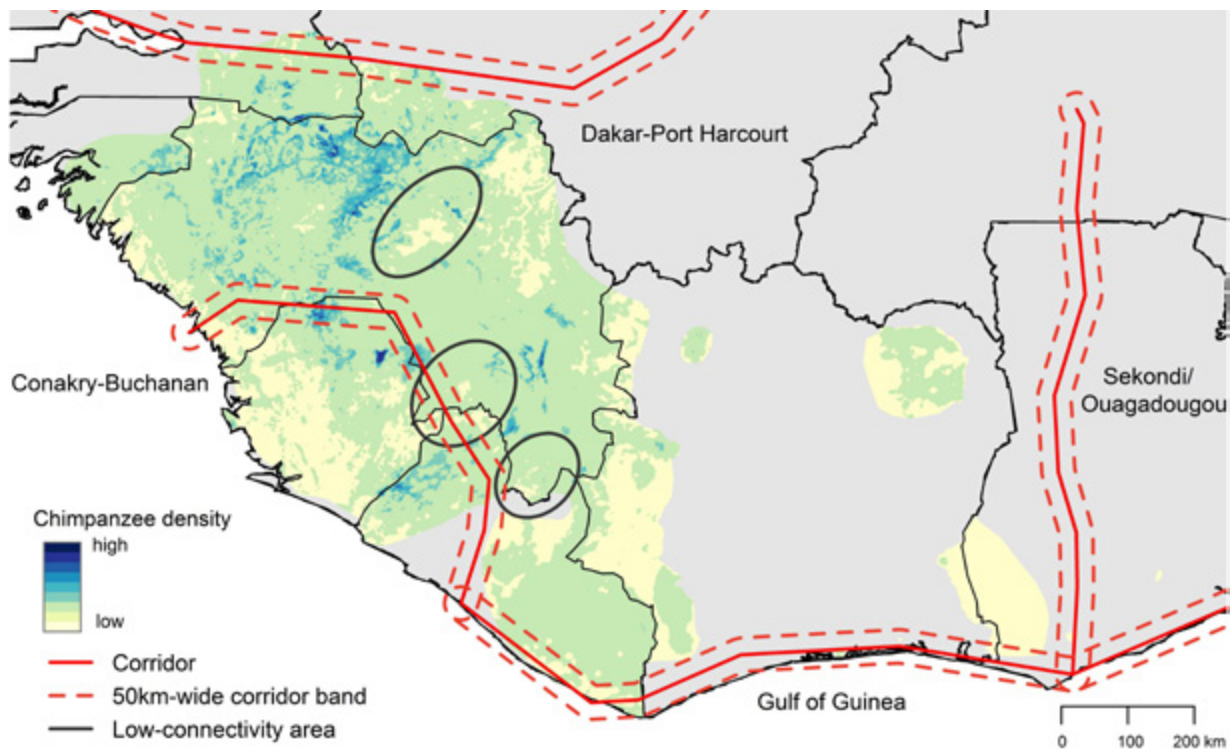 Dakar-Port Harcourt
Conakry-Buchanan
Sekondi/
Ouagadougou
Chimpanzee density
high
low
Corridor
50km-wide corridor band
Low-connectivity area
Gulf of Guinea
0 100 200 km